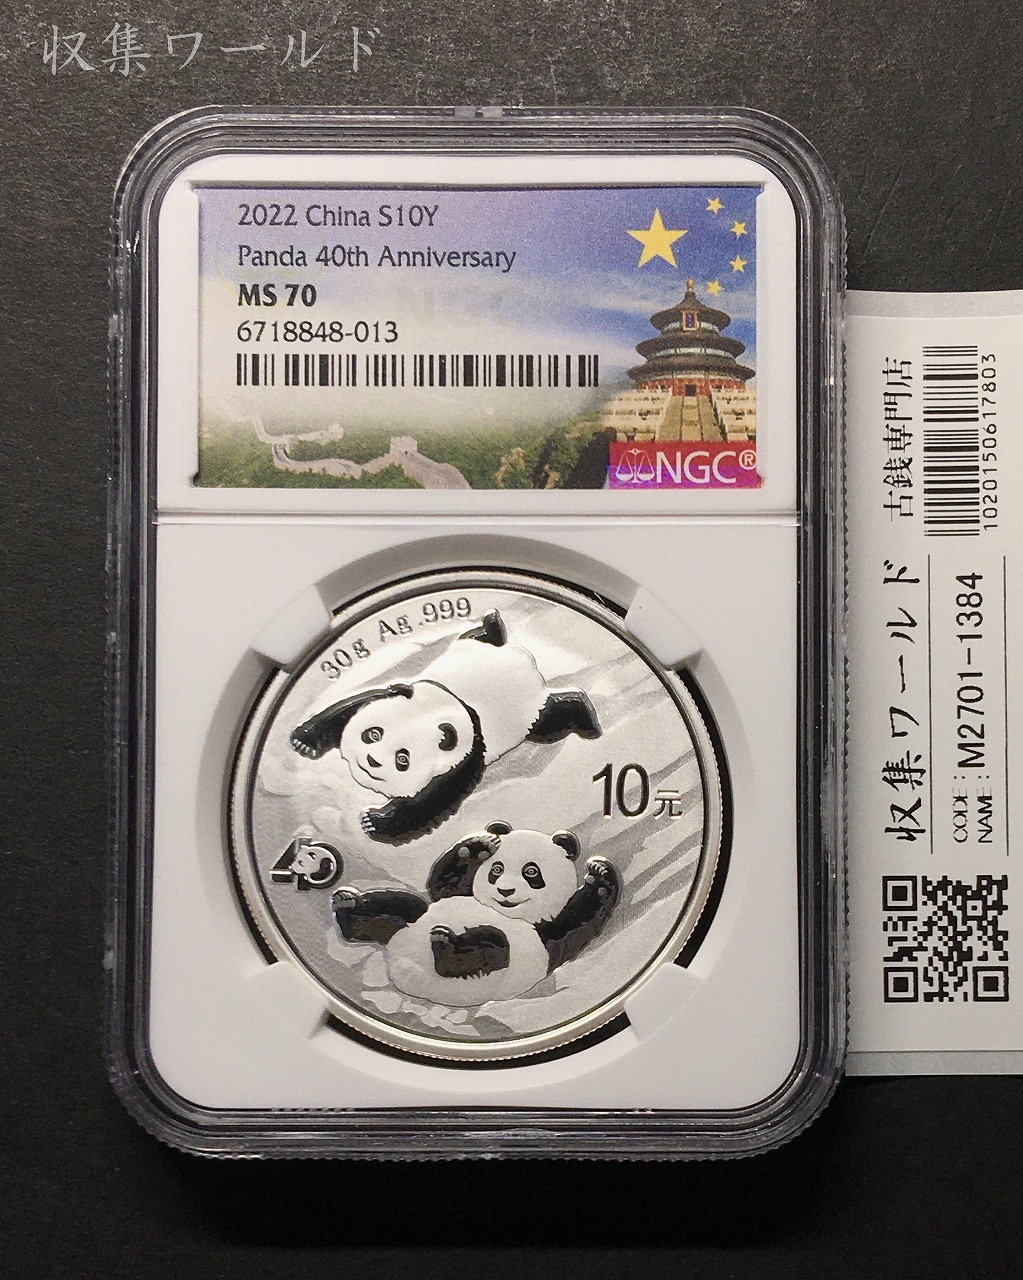 収集ワールド
2022 China S10Y
Panda 40th Anniversary
MS 70
6718848-013
NGC®
30g Ag .999
10元
40
収集ワールド 古銭専門店
CODE : M2701-1384
NAME :
1020150617803